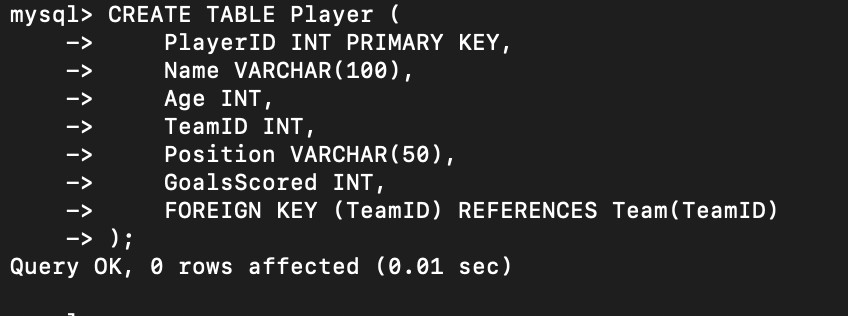 mysql> CREATE TABLE Player (
    ->     PlayerID INT PRIMARY KEY,
    ->     Name VARCHAR(100),
    ->     Age INT,
    ->     TeamID INT,
    ->     Position VARCHAR(50),
    ->     GoalsScored INT,
    ->     FOREIGN KEY (TeamID) REFERENCES Team(TeamID)
    -> );
Query OK, 0 rows affected (0.01 sec)